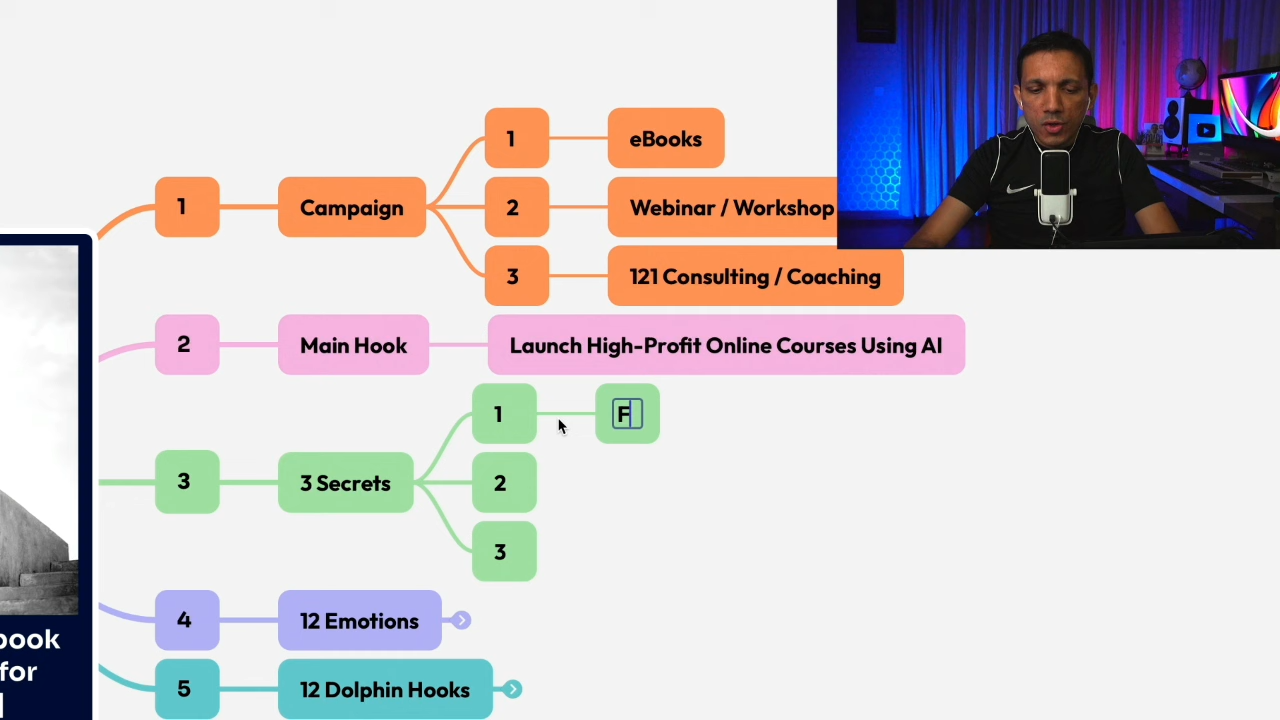 1
eBooks
1
Campaign
2
Webinar / Workshop
3
121 Consulting / Coaching
2
Main Hook
Launch High-Profit Online Courses Using AI
1
F
3
3 Secrets
2
3
4
12 Emotions
book
for
5
12 Dolphin Hooks